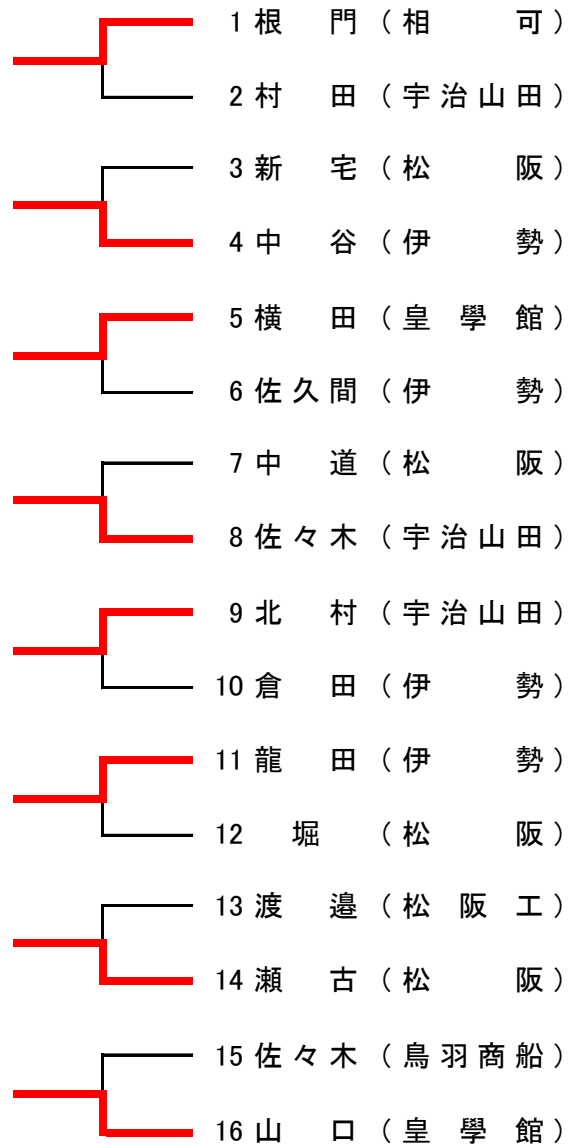 1 根 門 ( 相 可 )
2 村 田 ( 宇 治 山 田 )
3 新 宅 ( 松 阪 )
4 中 谷 ( 伊 勢 )
5 横 田 ( 皇 學 館 )
6 佐 久 間 ( 伊 勢 )
7 中 道 ( 松 阪 )
8 佐 々 木 ( 宇 治 山 田 )
9 北 村 ( 宇 治 山 田 )
10 倉 田 ( 伊 勢 )
11 龍 田 ( 伊 勢 )
12 堀 ( 松 阪 )
13 渡 邉 ( 松 阪 工 )
14 瀬 古 ( 松 阪 )
15 佐 々 木 ( 鳥 羽 商 船 )
16 山 口 ( 皇 學 館 )